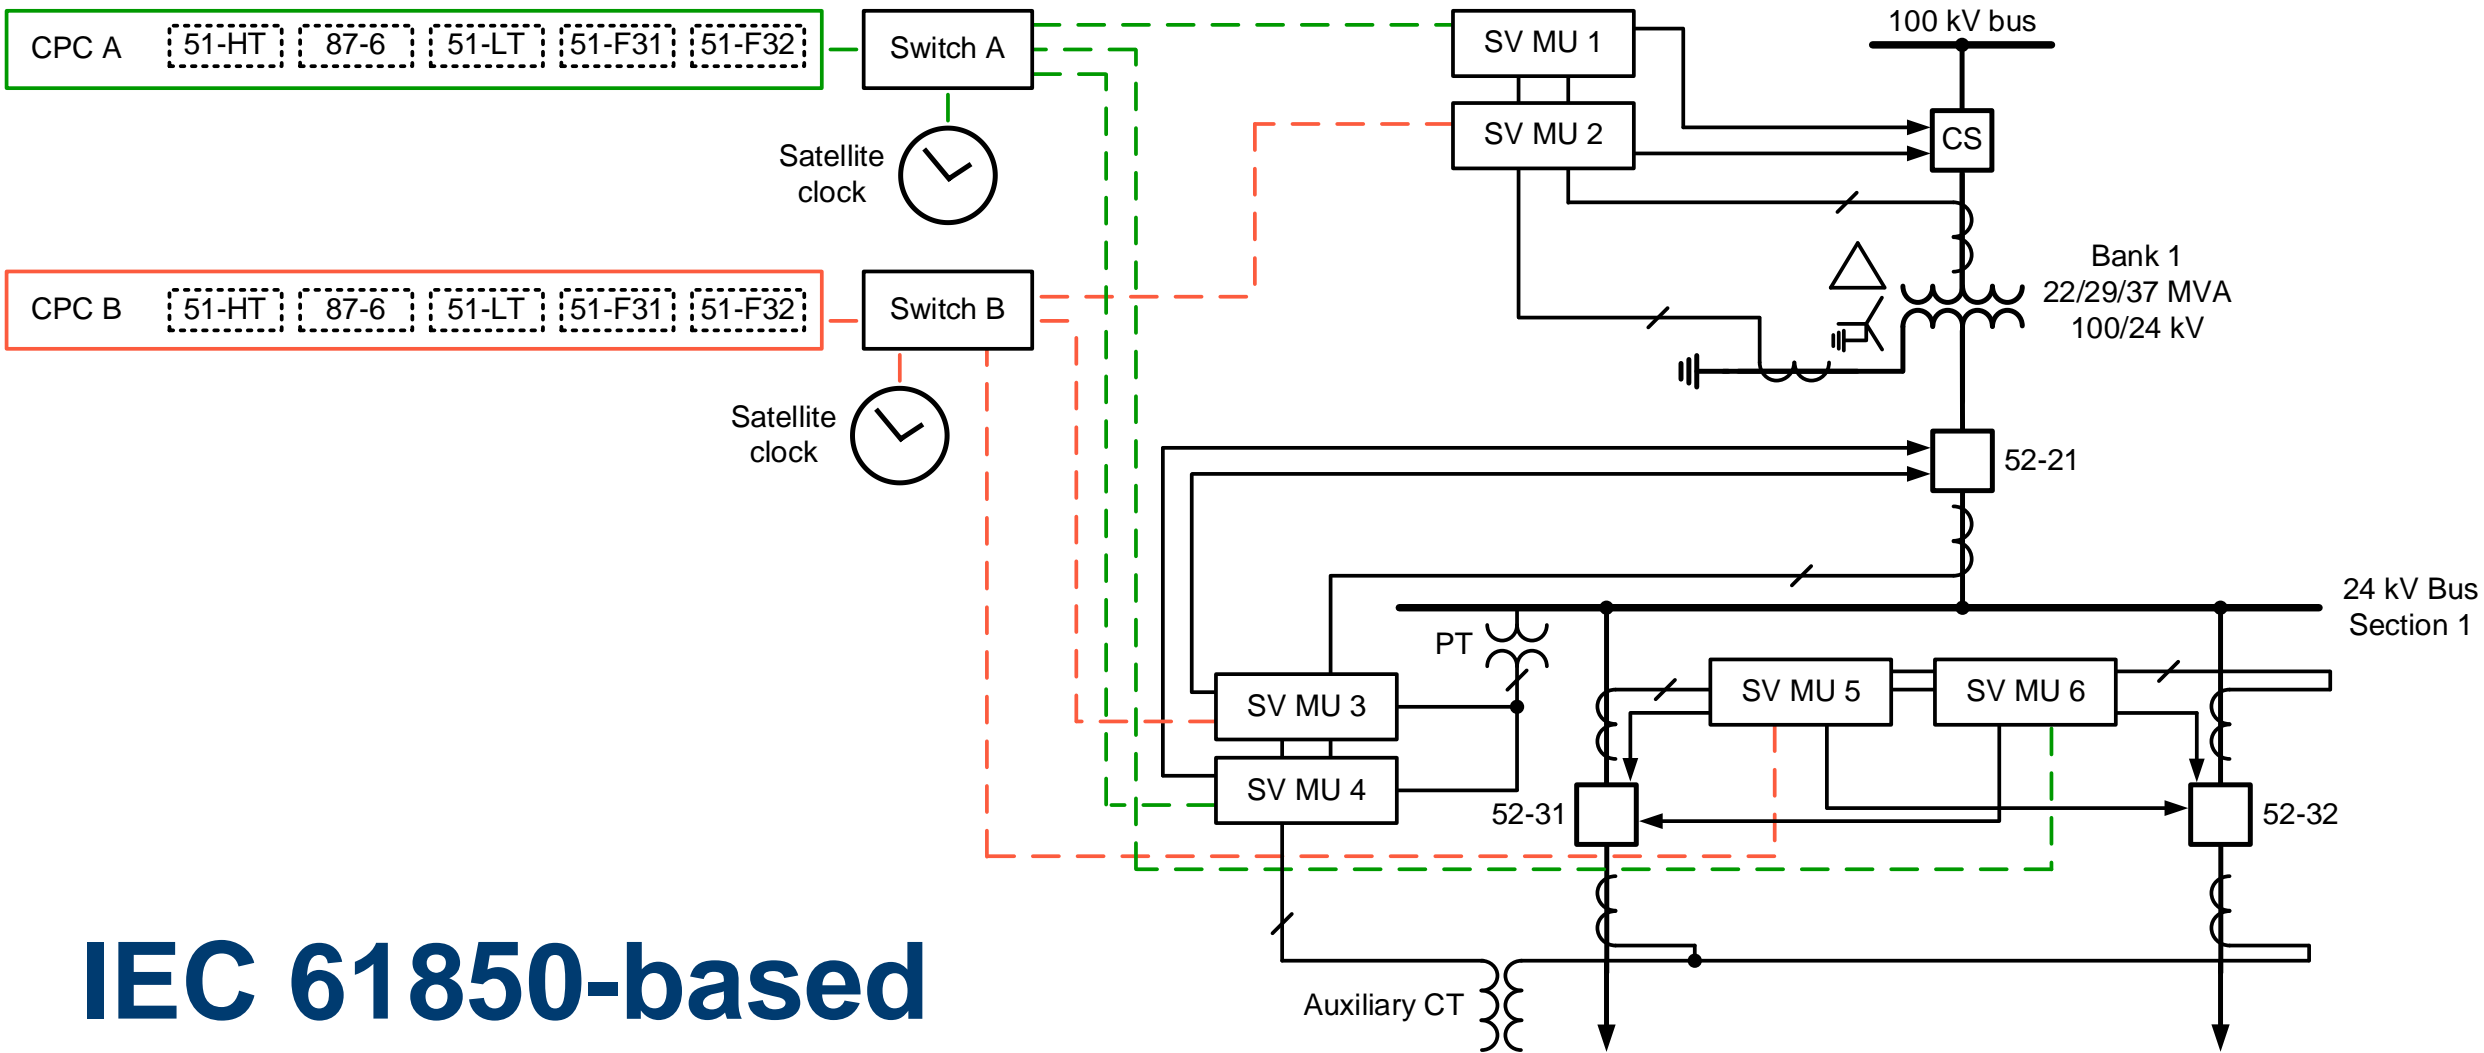 CPC A
51-HT
87-6
51-LT
51-F31
51-F32
Switch A
SV MU 1
100 kV bus
SV MU 2
CS
Satellite
clock
Bank 1
22/29/37 MVA
100/24 kV
CPC B
51-HT
87-6
51-LT
51-F31
51-F32
Switch B
Satellite
clock
52-21
24 kV Bus
Section 1
PT
SV MU 3
SV MU 5
SV MU 6
SV MU 4
52-31
52-32
Auxiliary CT
IEC 61850-based